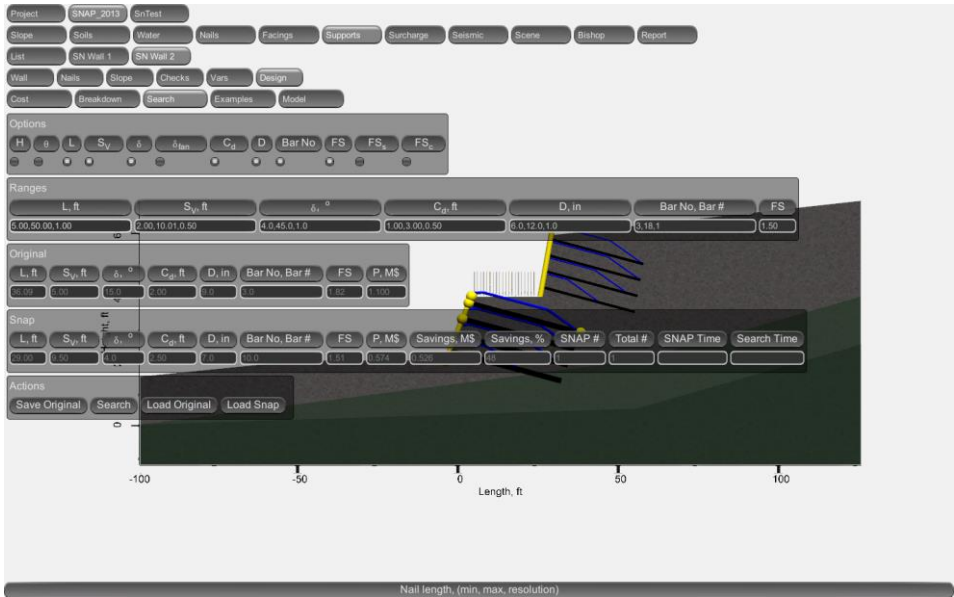 Project SNAP_2013 SnTest
Slope Soils Water Nails Facings Supports Surcharge Seismic Scene Bishop Report
List SN Wall 1 SN Wall 2
Wall Nails Slope Checks Vars Design
Cost Breakdown Search Examples Model
Options
H θ L Sᵥ δ δfan Cd D Bar No FS FSs FSc
Ranges
L, ft Sᵥ, ft δ, ° Cd, ft D, in Bar No, Bar # FS
5.00,50.00,1.00 2.00,10.01,0.50 4.0,45.0,1.0 1.00,3.00,0.50 6.0,12.0,1.0 3,18,1 1.50
Original
L, ft Sᵥ, ft δ, ° Cd, ft D, in Bar No, Bar # FS P, M$
36.09 5.00 15.0 2.00 9.0 3.0 1.82 1.100
Snap
L, ft Sᵥ, ft δ, ° Cd, ft D, in Bar No, Bar # FS P, M$ Savings, M$ Savings, % SNAP # Total # SNAP Time Search Time
29.00 9.50 4.0 2.50 7.0 10.0 1.51 0.574 0.526 48 1 1
Actions
Save Original Search Load Original Load Snap
0
-100 -50 0 50 100
Length, ft
Nail length, (min, max, resolution)